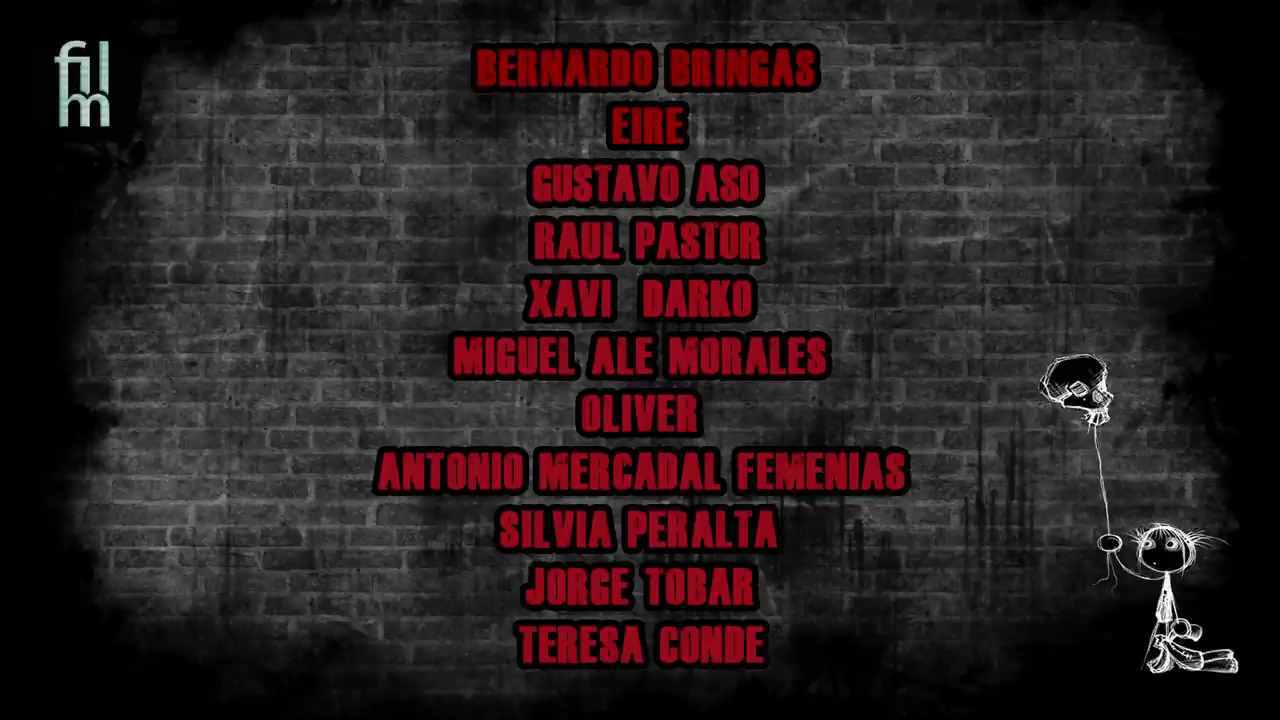 film
BERNARDO BRINGAS
EIRE
GUSTAVO ASO
RAUL PASTOR
XAVI DARKO
MIGUEL ALE MORALES
OLIVER
ANTONIO MERCADAL FEMENIAS
SILVIA PERALTA
JORGE TOBAR
TERESA CONDE